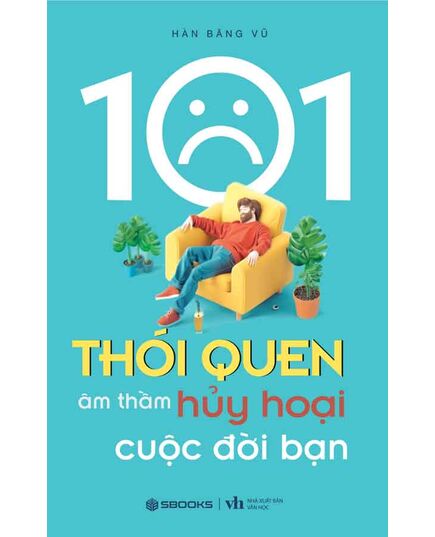 HÀN BĂNG VŨ
101
THÓI QUEN
âm thầm hủy hoại
cuộc đời bạn
SBOOKS vh NHÀ XUẤT BẢN
VĂN HỌC